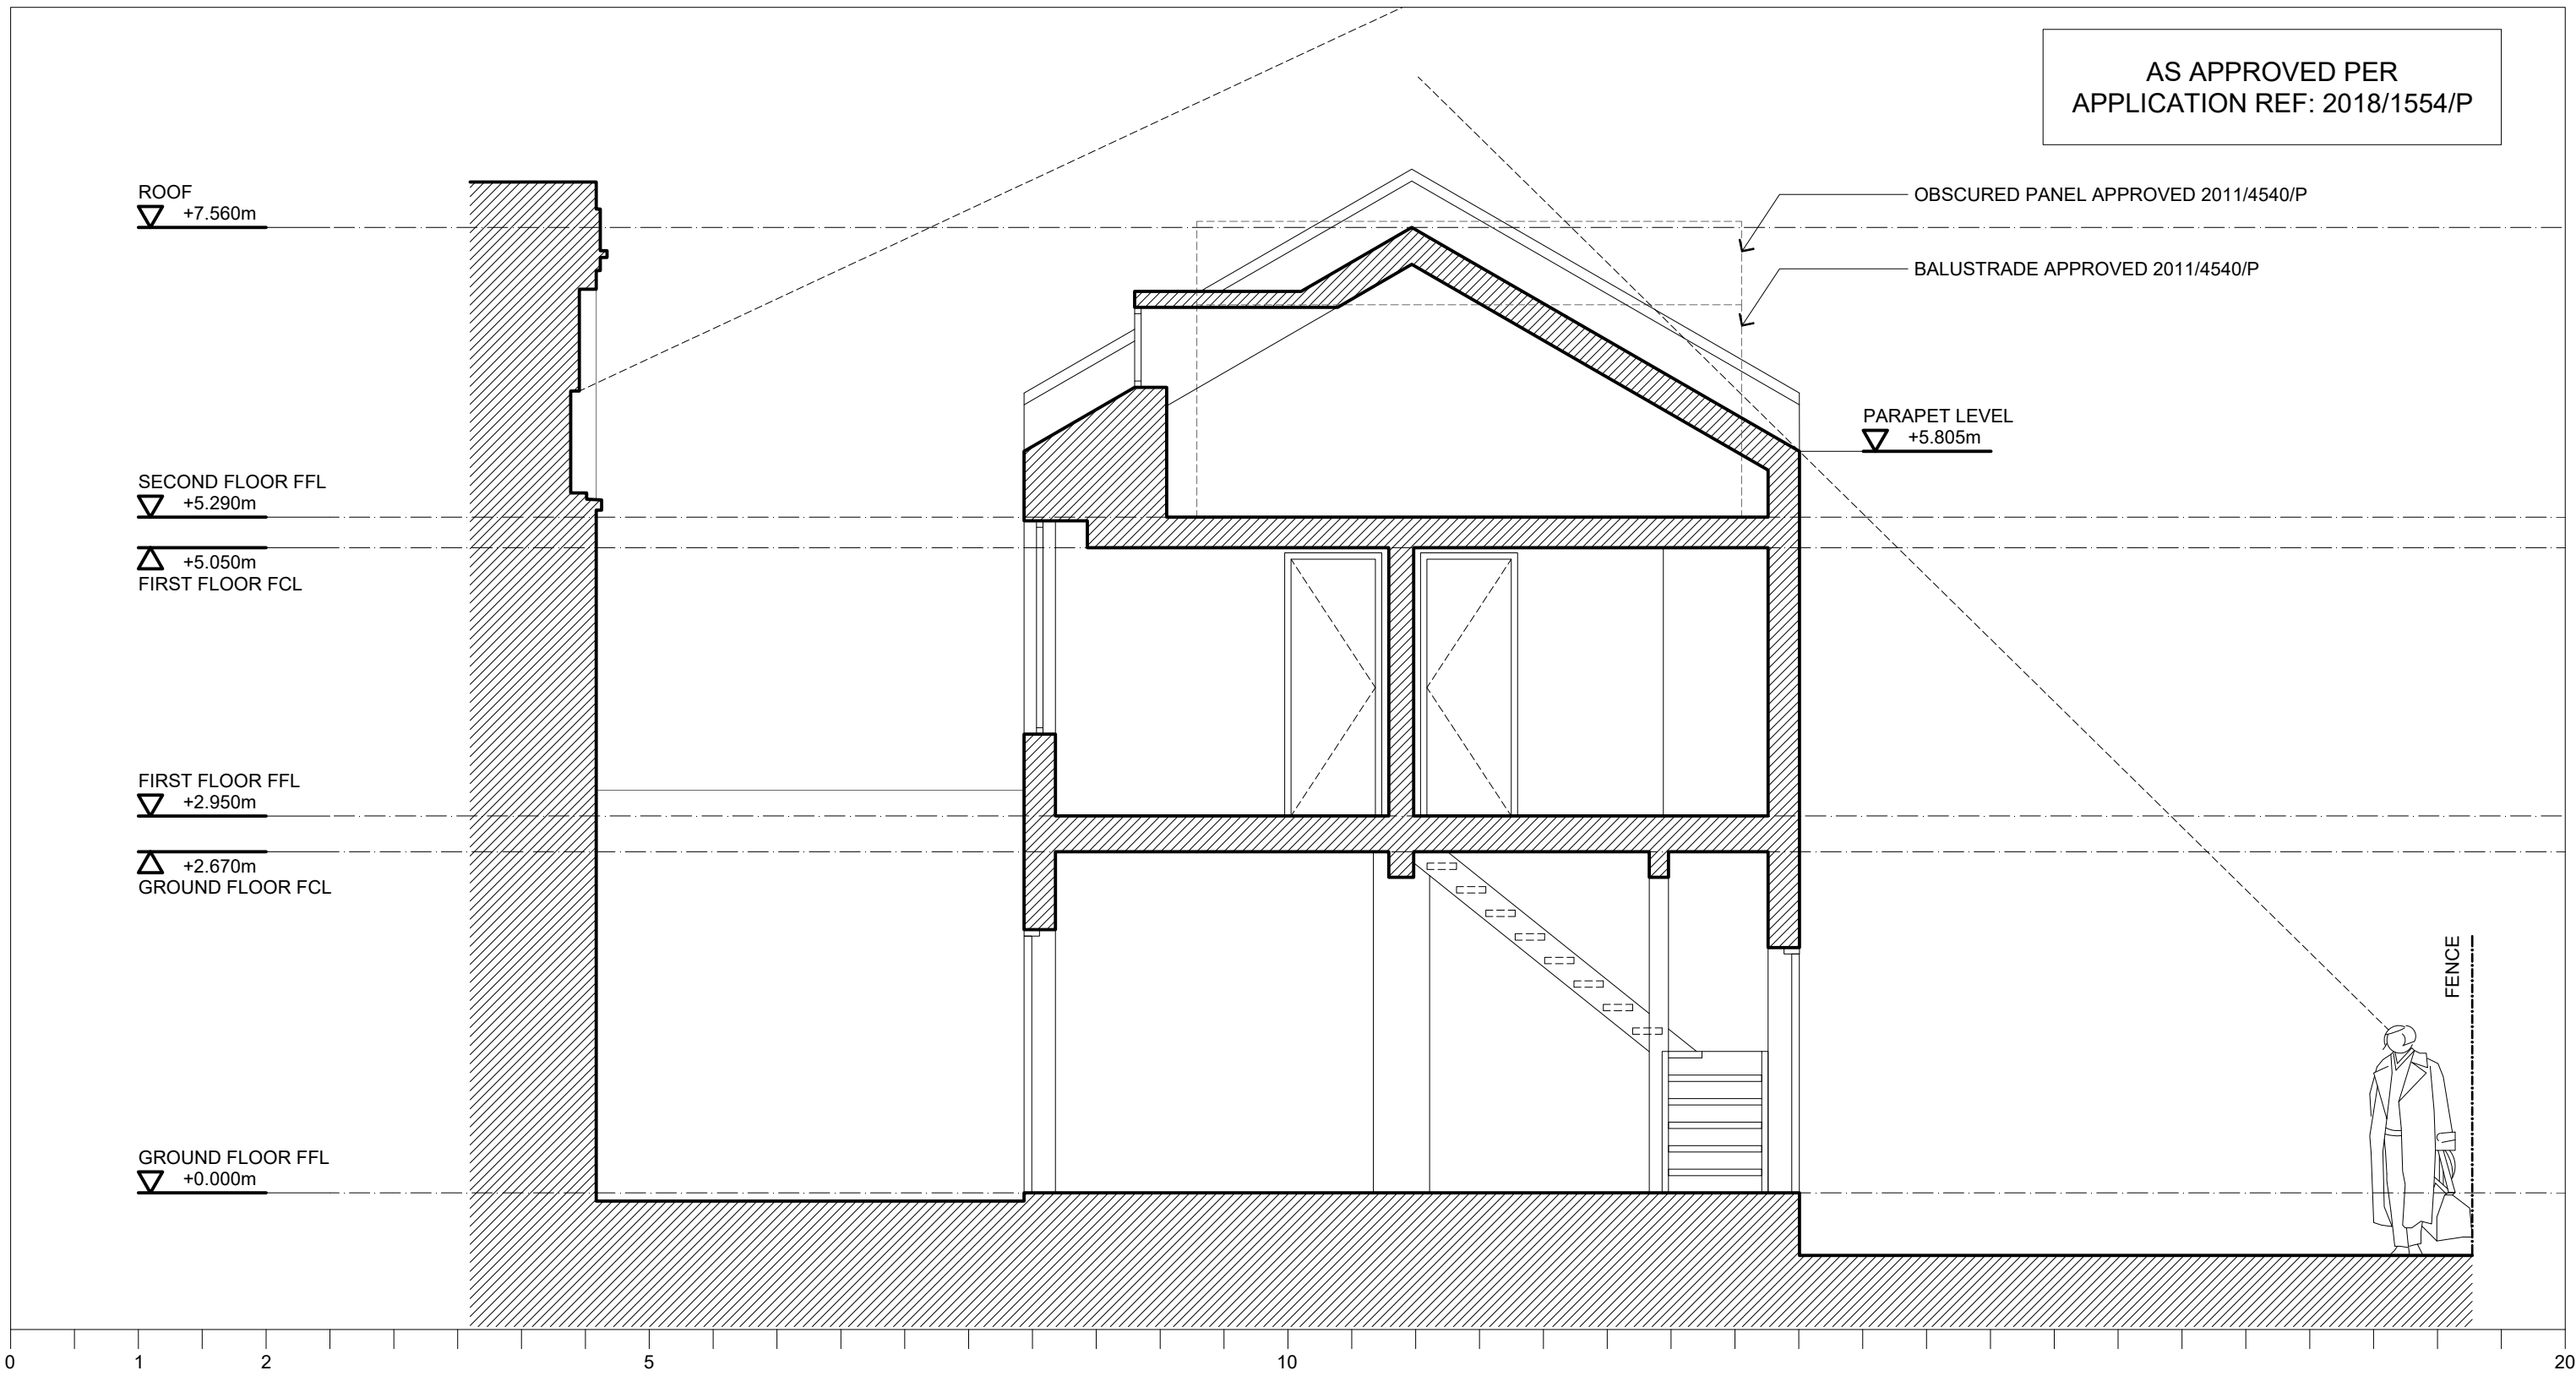 AS APPROVED PER
APPLICATION REF: 2018/1554/P
ROOF
+7.560m
OBSCURED PANEL APPROVED 2011/4540/P
BALUSTRADE APPROVED 2011/4540/P
PARAPET LEVEL
+5.805m
SECOND FLOOR FFL
+5.290m
+5.050m
FIRST FLOOR FCL
FIRST FLOOR FFL
+2.950m
+2.670m
GROUND FLOOR FCL
FENCE
GROUND FLOOR FFL
+0.000m
0 1 2 5 10 20